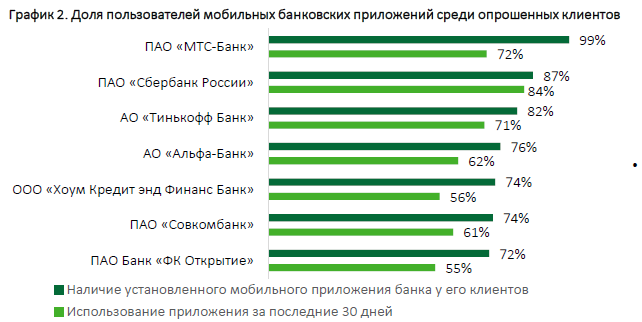 График 2. Доля пользователей мобильных банковских приложений среди опрошенных клиентов
ПАО «МТС-Банк» 99%
72%
ПАО «Сбербанк России» 87%
84%
АО «Тинькофф Банк» 82%
71%
АО «Альфа-Банк» 76%
62%
ООО «Хоум Кредит энд Финанс Банк» 74%
56%
ПАО «Совкомбанк» 74%
61%
ПАО Банк «ФК Открытие» 72%
55%
Наличие установленного мобильного приложения банка у его клиентов
Использование приложения за последние 30 дней